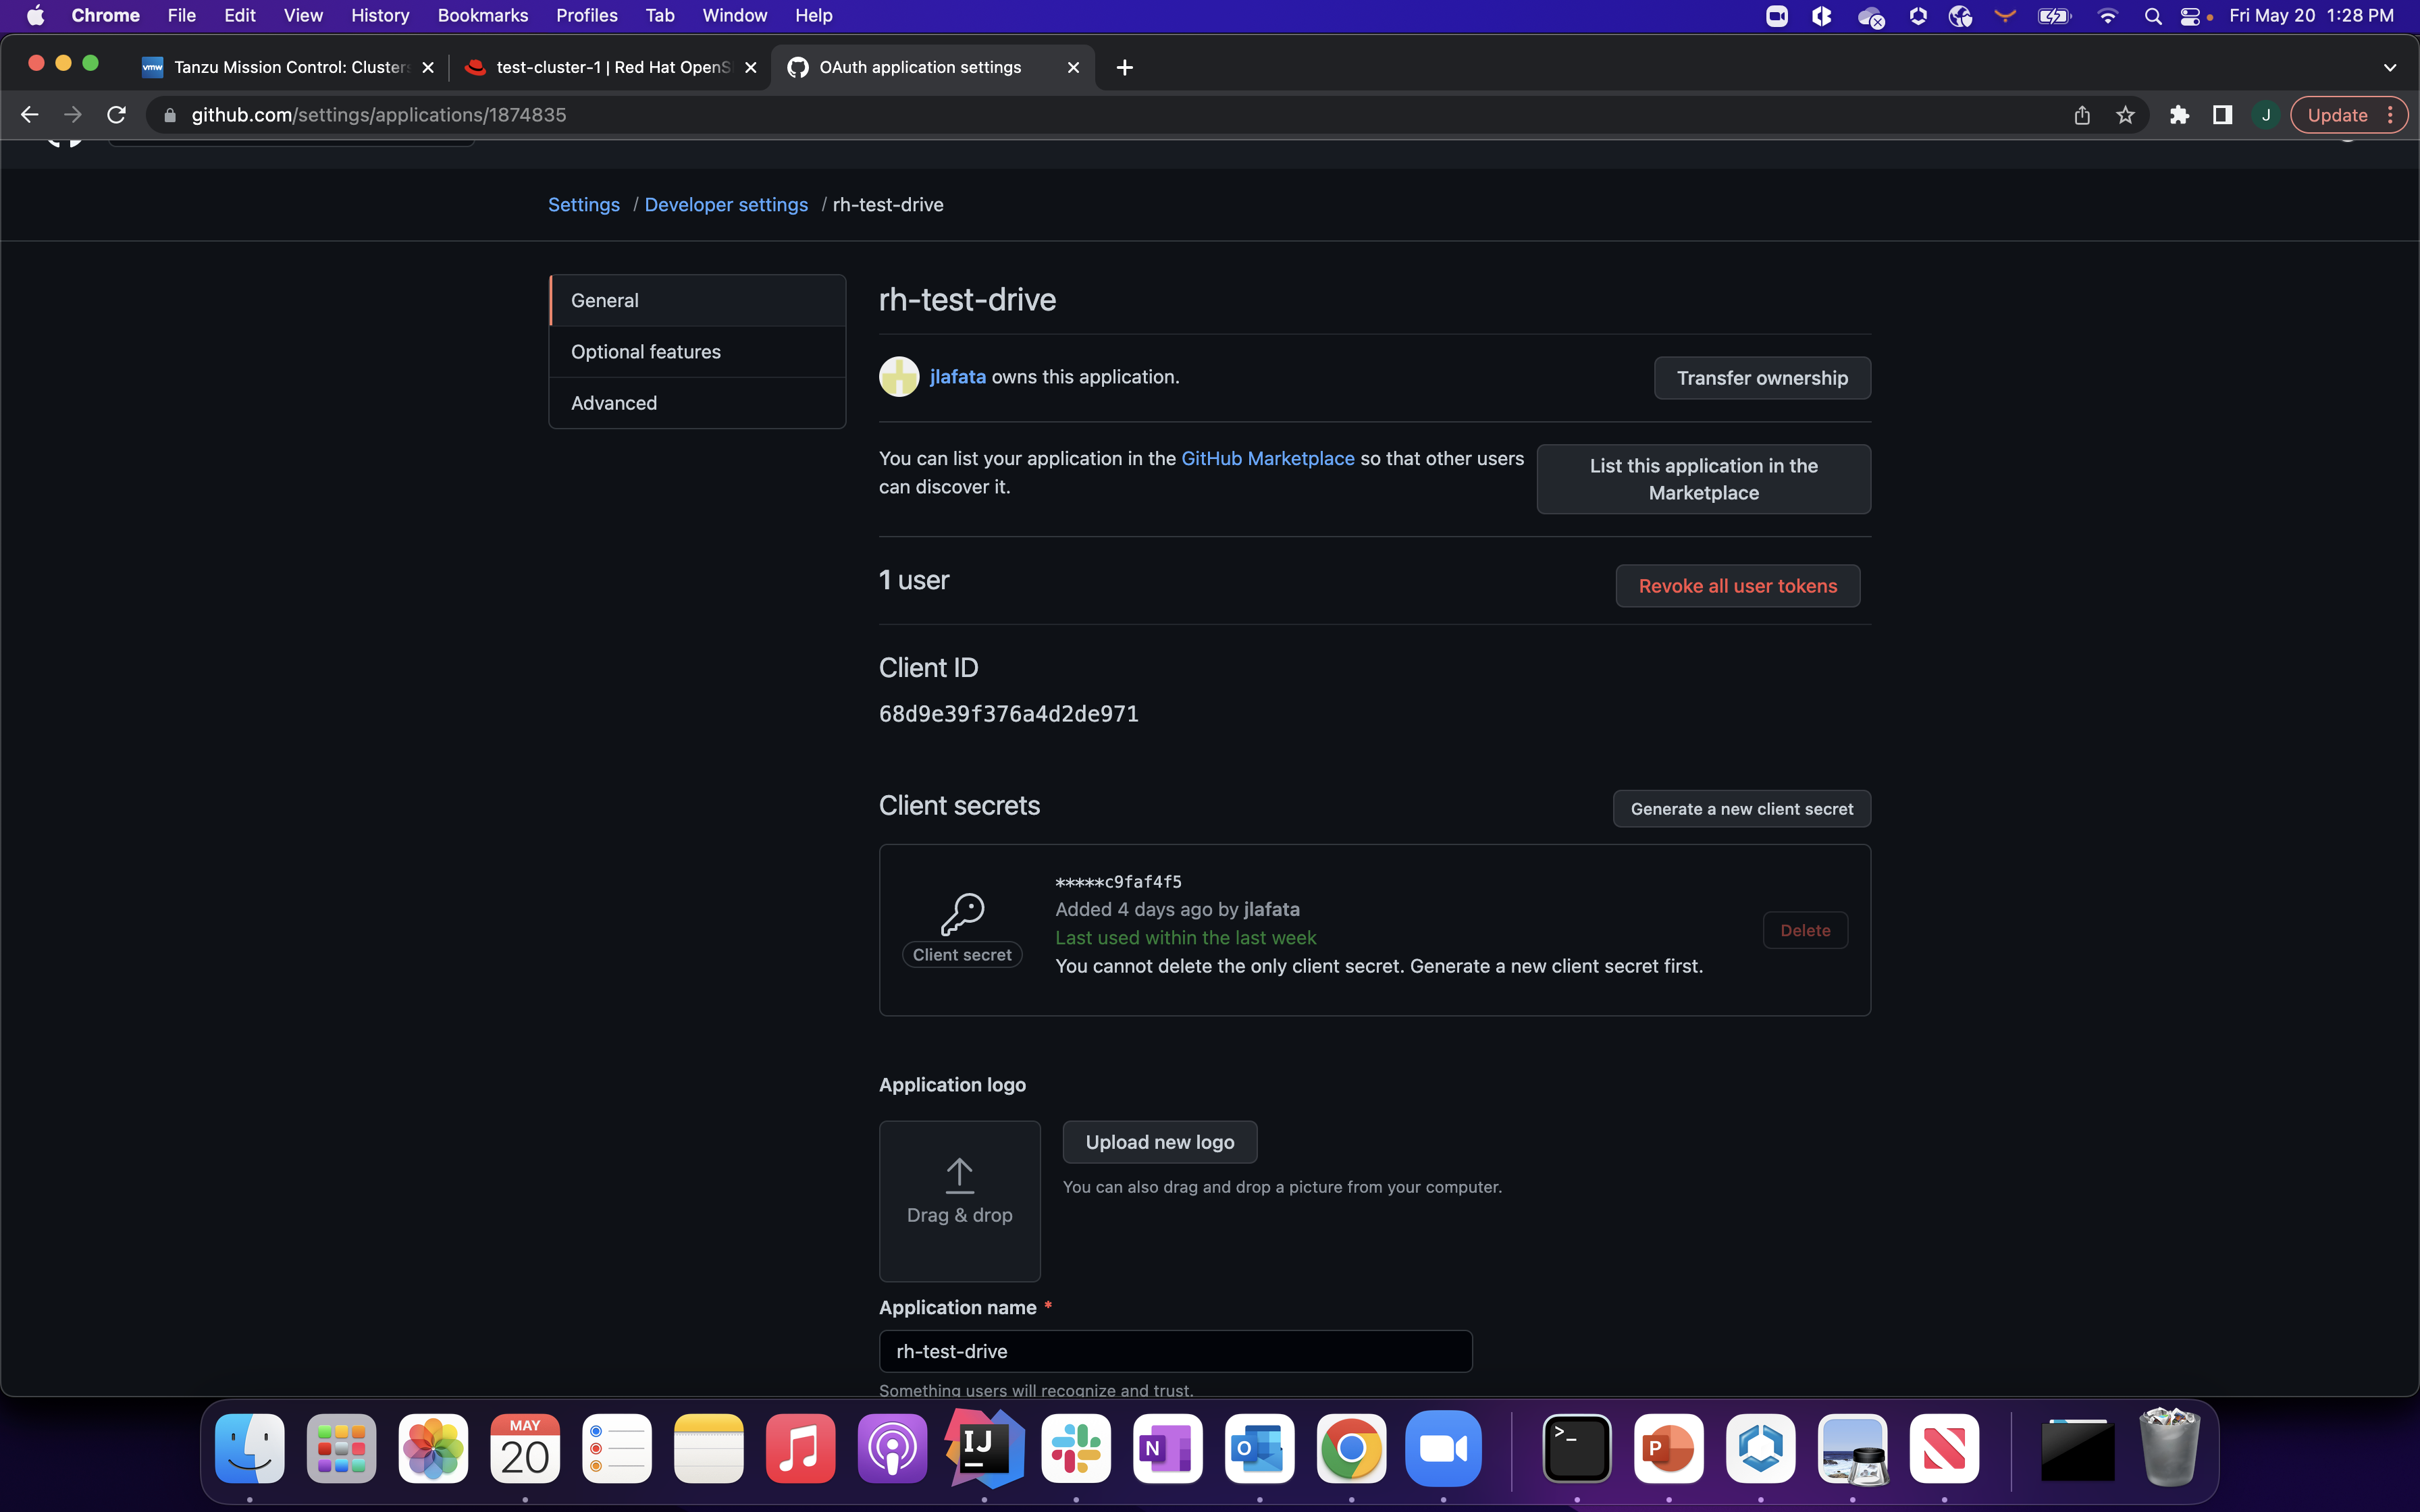 Chrome File Edit View History Bookmarks Profiles Tab Window Help Fri May 20 1:28 PM
vmw Tanzu Mission Control: Clusters test-cluster-1 | Red Hat OpenS OAuth application settings
github.com/settings/applications/1874835 J Update
Settings / Developer settings / rh-test-drive
General
Optional features
Advanced
rh-test-drive
jlafata owns this application.
Transfer ownership
You can list your application in the GitHub Marketplace so that other users
can discover it.
List this application in the
Marketplace
1 user
Revoke all user tokens
Client ID
68d9e39f376a4d2de971
Client secrets
Generate a new client secret
*****c9faf4f5
Added 4 days ago by jlafata
Last used within the last week
You cannot delete the only client secret. Generate a new client secret first.
Client secret
Delete
Application logo
Drag & drop
Upload new logo
You can also drag and drop a picture from your computer.
Application name *
rh-test-drive
Something users will recognize and trust.
MAY
20
IJ
N
O
>_
P